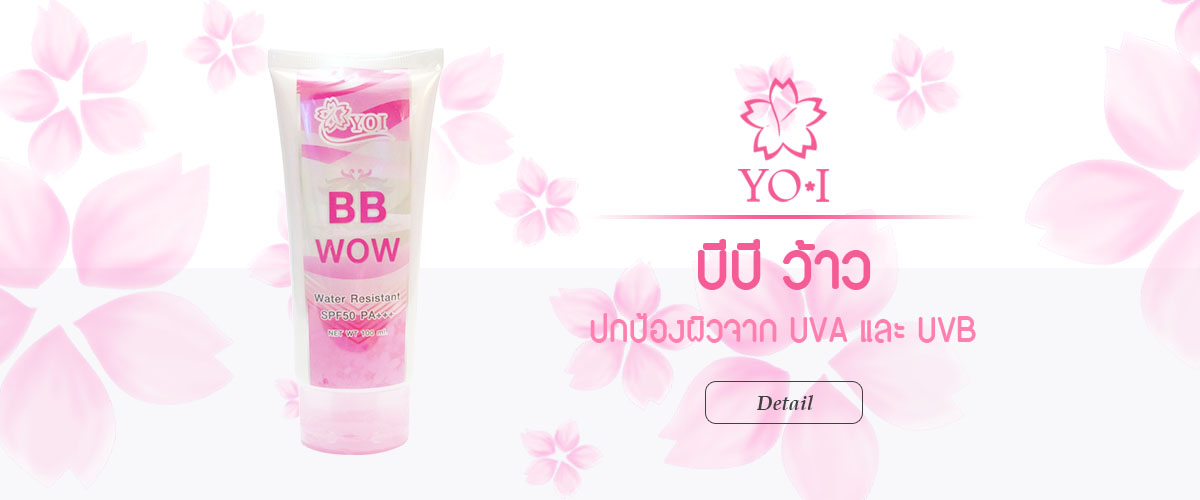 YOI
BB
WOW
Water Resistant
SPF50 PA+++
NET WT 100 ml.
YO I
บีบี ว้าว
ปกป้องผิวจาก UVA และ UVB
Detail